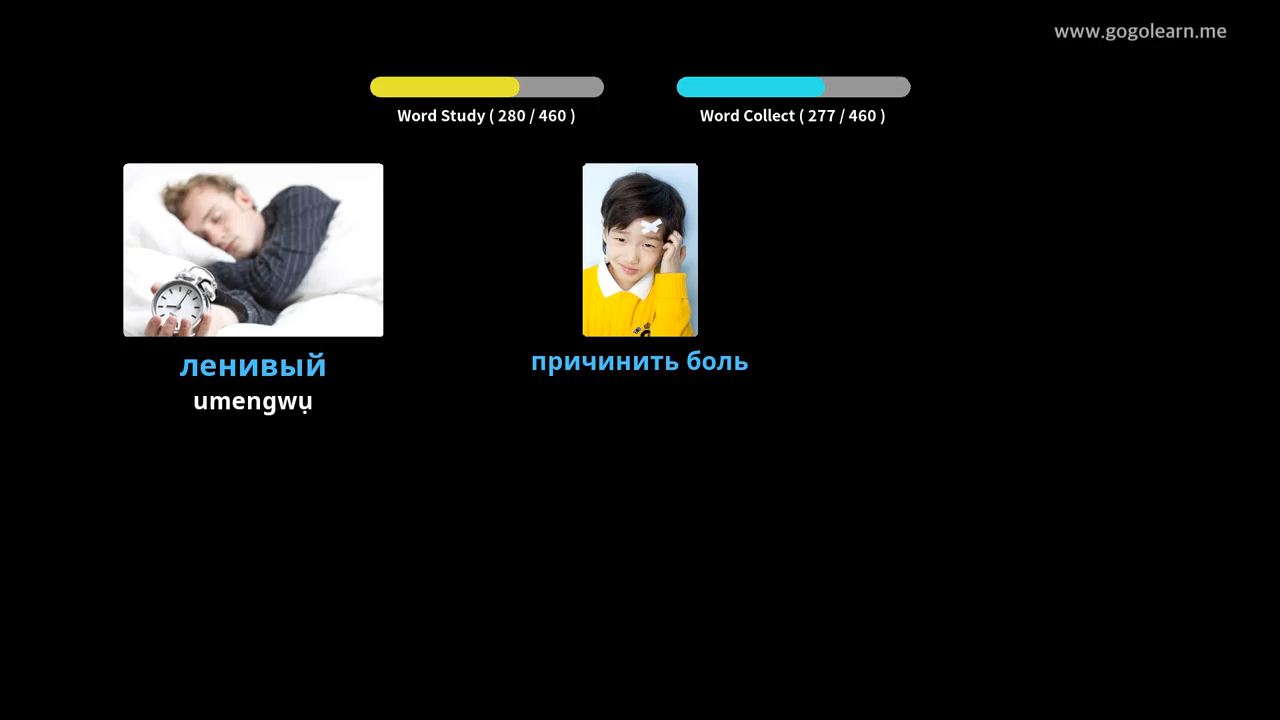 www.gogolearn.me
Word Study ( 280 / 460 )
Word Collect ( 277 / 460 )
ленивый
umengwụ
причинить боль